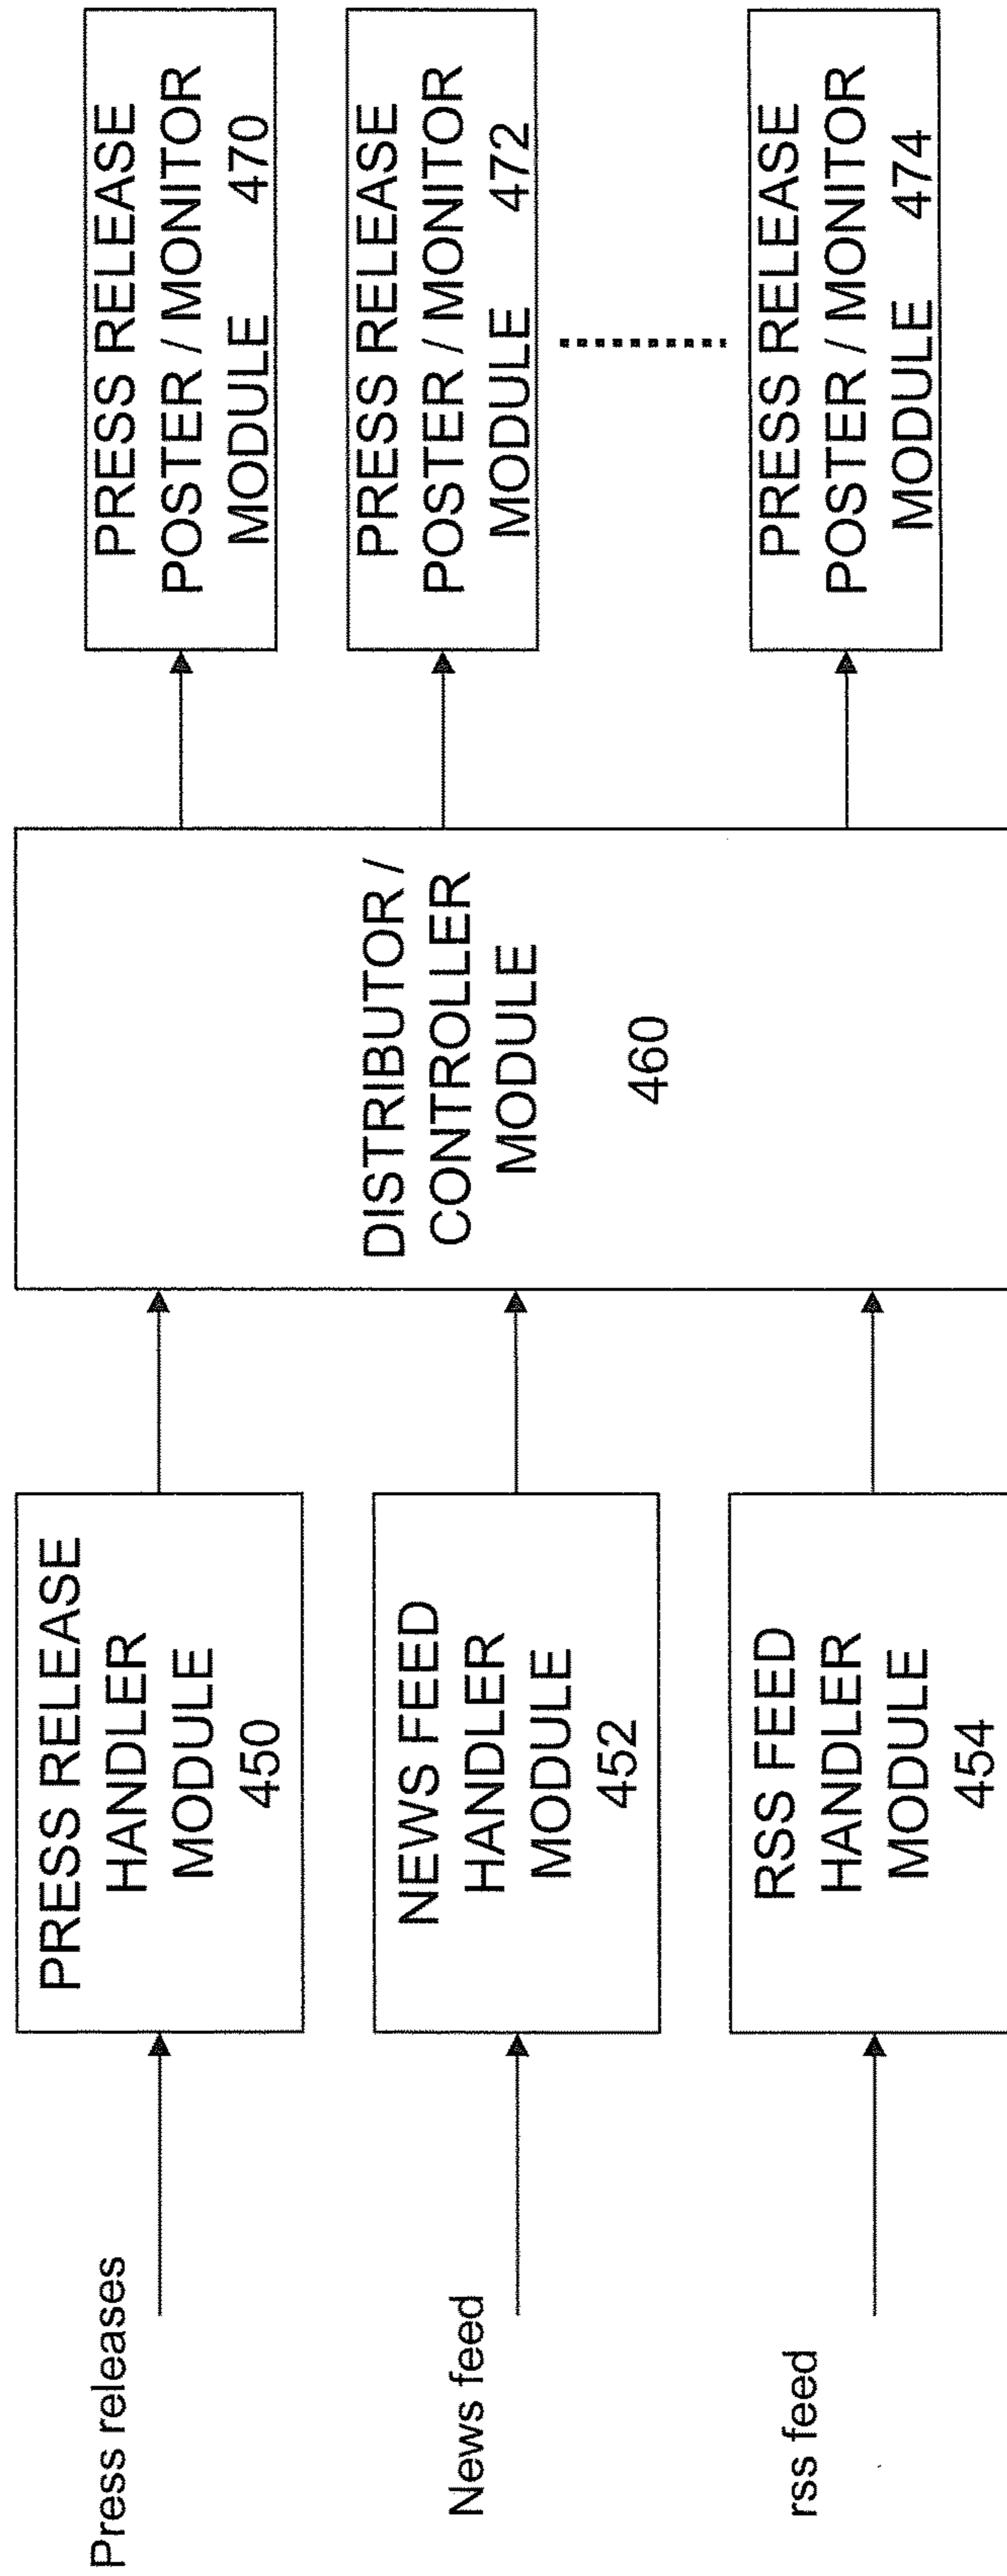 Press releases
PRESS RELEASE
HANDLER
MODULE
450
News feed
NEWS FEED
HANDLER
MODULE
452
rss feed
RSS FEED
HANDLER
MODULE
454
DISTRIBUTOR /
CONTROLLER
MODULE
460
PRESS RELEASE
POSTER / MONITOR
MODULE 470
PRESS RELEASE
POSTER / MONITOR
MODULE 472
PRESS RELEASE
POSTER / MONITOR
MODULE 474